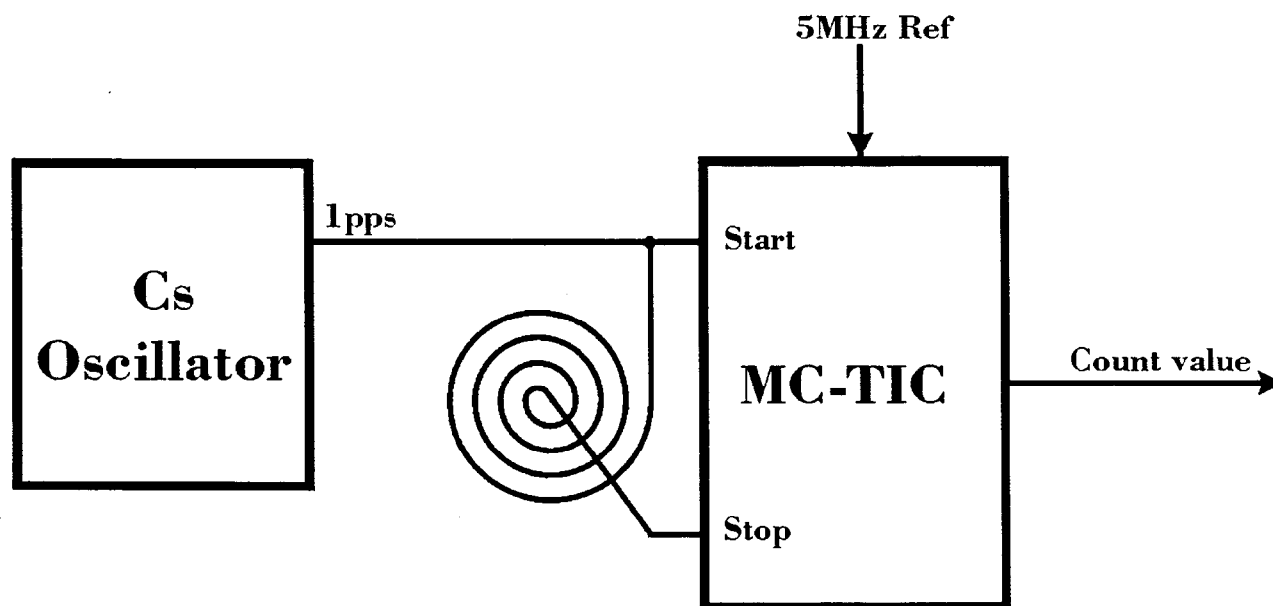 5MHz Ref
1pps
Start
Cs
Oscillator
MC-TIC
Count value
Stop